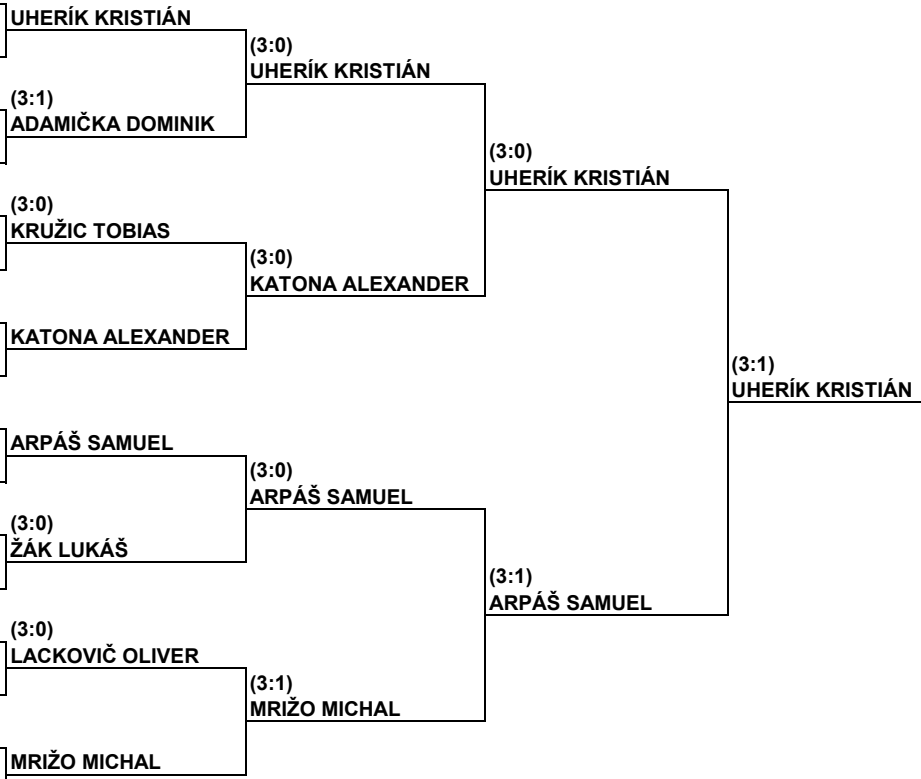 UHERÍK KRISTIÁN
(3:0)
UHERÍK KRISTIÁN
(3:1)
ADAMIČKA DOMINIK
(3:0)
UHERÍK KRISTIÁN
(3:0)
KRUŽIC TOBIAS
(3:0)
KATONA ALEXANDER
KATONA ALEXANDER
(3:1)
UHERÍK KRISTIÁN
ARPÁŠ SAMUEL
(3:0)
ARPÁŠ SAMUEL
(3:0)
ŽÁK LUKÁŠ
(3:1)
ARPÁŠ SAMUEL
(3:0)
LACKOVIČ OLIVER
(3:1)
MRIŽO MICHAL
MRIŽO MICHAL